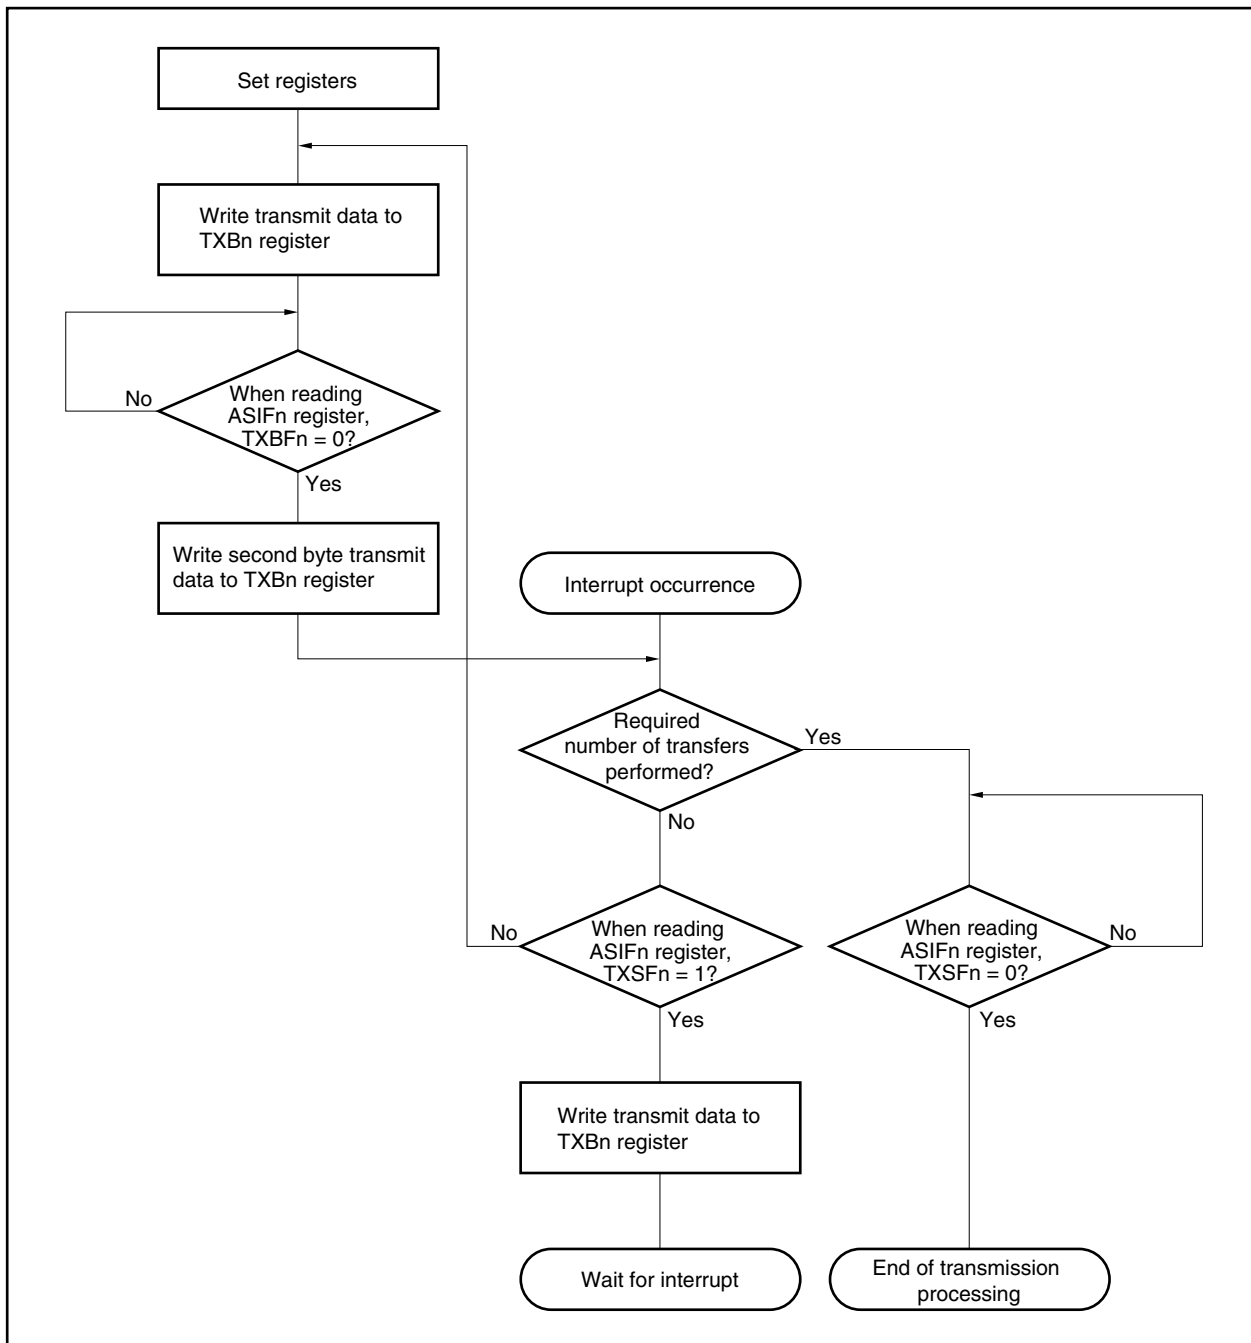 Set registers
Write transmit data to
TXBn register
No
When reading
ASIFn register,
TXBFn = 0?
Yes
Write second byte transmit
data to TXBn register
Interrupt occurrence
Required
number of transfers
performed?
Yes
No
No
When reading
ASIFn register,
TXSFn = 1?
Yes
When reading
ASIFn register,
TXSFn = 0?
No
Yes
Write transmit data to
TXBn register
Wait for interrupt
End of transmission
processing